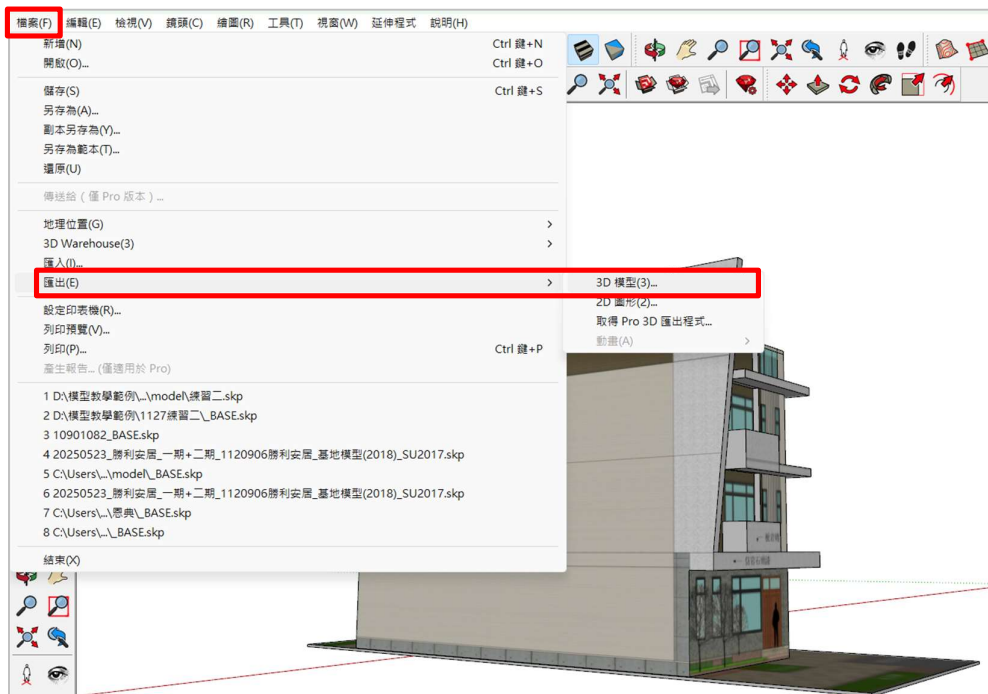 檔案(F) 編輯(E) 檢視(V) 鏡頭(C) 繪圖(R) 工具(T) 視窗(W) 延伸程式 說明(H)
新增(N) Ctrl 鍵+N
開啟(O)... Ctrl 鍵+O
儲存(S) Ctrl 鍵+S
另存為(A)...
副本另存為(Y)...
另存為範本(T)...
還原(U)
傳送給 ( 僅 Pro 版本 ) ...
地理位置(G)
3D Warehouse(3)
匯入(I)...
匯出(E) 3D 模型(3)...
2D 圖形(2)...
取得 Pro 3D 匯出程式...
動畫(A)
設定印表機(R)...
列印預覽(V)...
列印(P)... Ctrl 鍵+P
產生報告... (僅適用於 Pro)
1 D:\模型教學範例\...\model\練習二.skp
2 D:\模型教學範例\1127練習二\_BASE.skp
3 10901082_BASE.skp
4 20250523_勝利安居_一期+二期_1120906勝利安居_基地模型(2018)_SU2017.skp
5 C:\Users\...\model\_BASE.skp
6 20250523_勝利安居_一期+二期_1120906勝利安居_基地模型(2018)_SU2017.skp
7 C:\Users\...\恩典\_BASE.skp
8 C:\Users\...\_BASE.skp
結束(X)